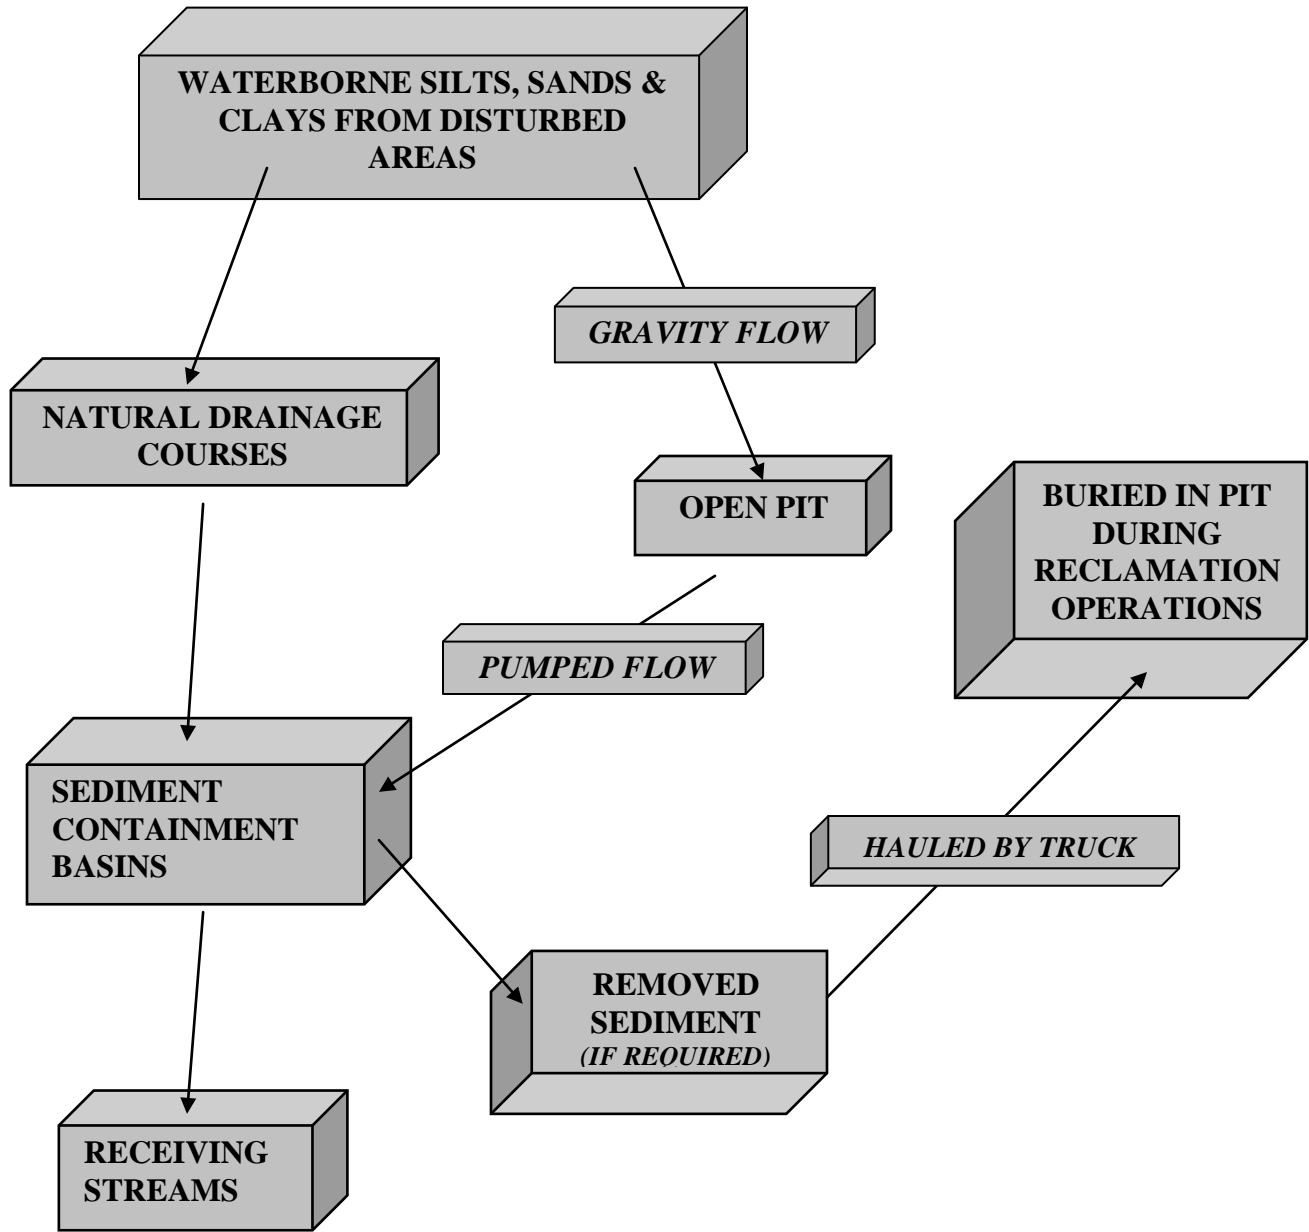 WATERBORNE SILTS, SANDS &
CLAYS FROM DISTURBED
AREAS
GRAVITY FLOW
NATURAL DRAINAGE
COURSES
OPEN PIT
BURIED IN PIT
DURING
RECLAMATION
OPERATIONS
PUMPED FLOW
SEDIMENT
CONTAINMENT
BASINS
HAULED BY TRUCK
REMOVED
SEDIMENT
(IF REQUIRED)
RECEIVING
STREAMS